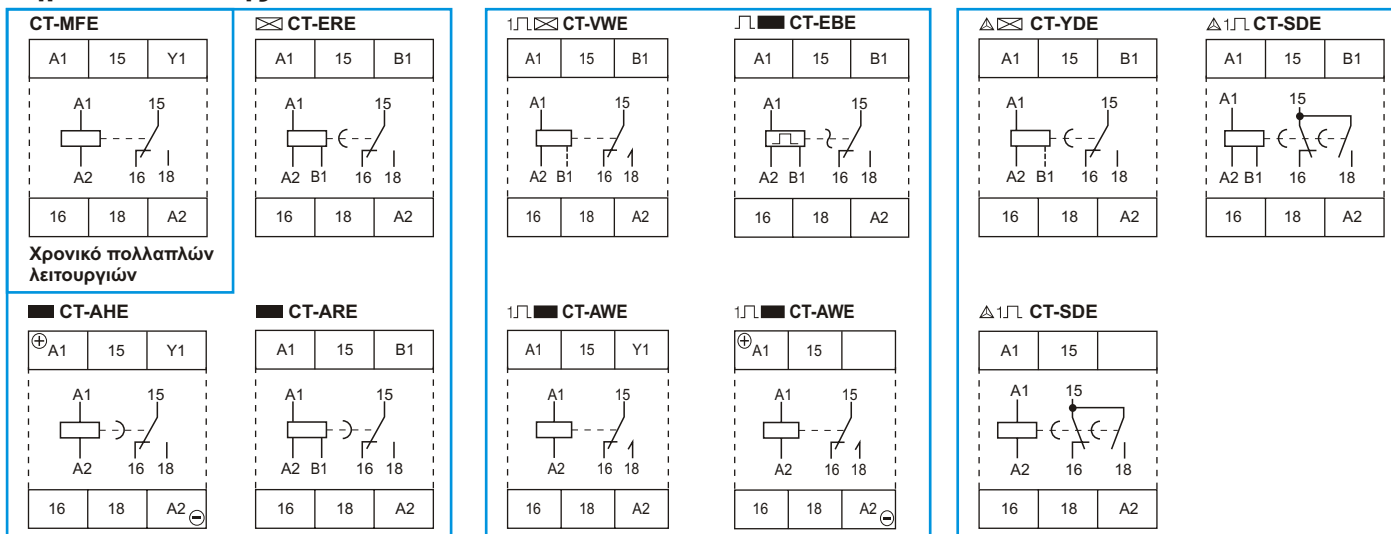 CT-MFE
A1 15 Y1
A1 15
A2 16 18
16 18 A2
Χρονικό πολλαπλών
λειτουργιών
CT-ERE
A1 15 B1
A1 15
A2 B1 16 18
16 18 A2
1 CT-VWE
A1 15 B1
A1 15
A2 B1 16 18
16 18 A2
CT-EBE
A1 15 B1
A1 15
A2 B1 16 18
16 18 A2
CT-YDE
A1 15 B1
A1 15
A2 B1 16 18
16 18 A2
1 CT-SDE
A1 15 B1
A1 15
A2 B1 16 18
16 18 A2
CT-AHE
+ A1 15 Y1
A1 15
A2 16 18
16 18 A2 −
CT-ARE
A1 15 B1
A1 15
A2 B1 16 18
16 18 A2
1 CT-AWE
A1 15 Y1
A1 15
A2 16 18
16 18 A2
1 CT-AWE
+ A1 15
A1 15
A2 16 18
16 18 A2 −
1 CT-SDE
A1 15
A1 15
A2 16 18
16 18 A2